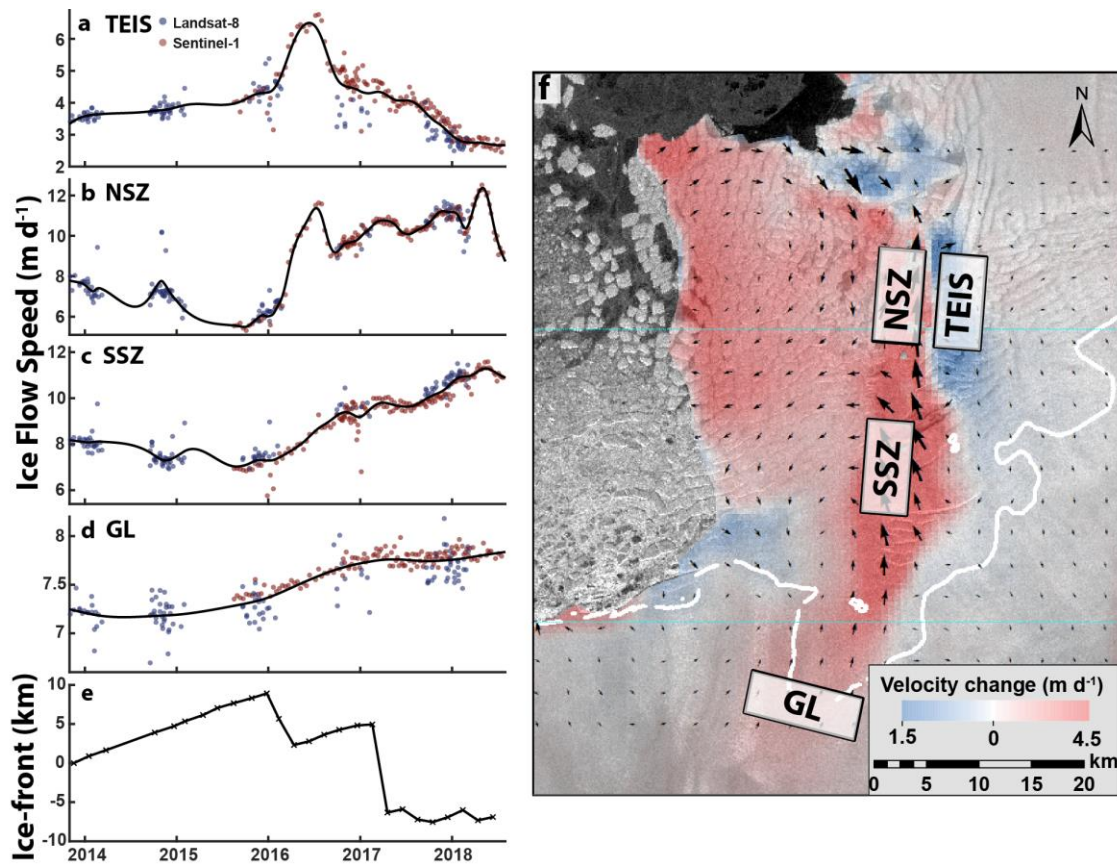 a TEIS
Landsat-8
Sentinel-1
6
5
4
3
2
b NSZ
12
10
8
6
c SSZ
12
10
8
6
d GL
8
7.5
7
e
10
5
0
-5
-10
Ice Flow Speed (m d⁻¹)
Ice-front (km)
2014 2015 2016 2017 2018
f
N
NSZ
TEIS
SSZ
GL
Velocity change (m d⁻¹)
1.5 0 4.5
km
0 5 10 15 20